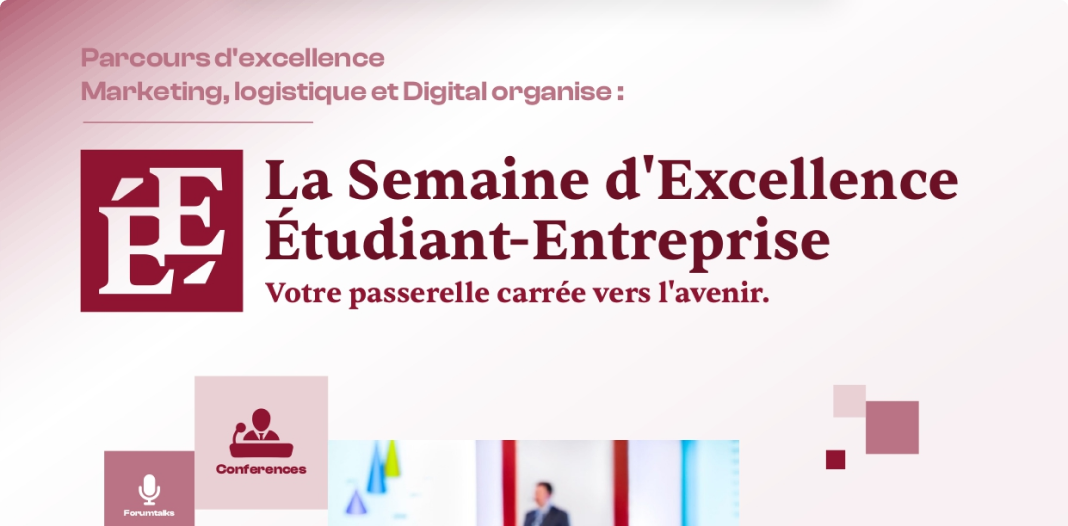 Parcours d'excellence
Marketing, logistique et Digital organise :
ÉE
La Semaine d'Excellence
Étudiant-Entreprise
Votre passerelle carrée vers l'avenir.
Conferences
Forumtalks